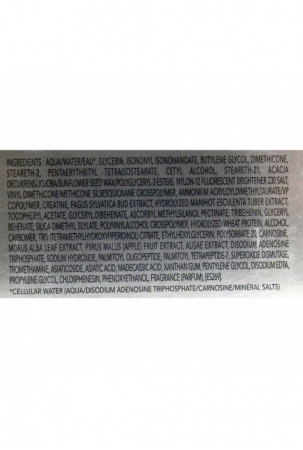 INGREDIENTS : AQUA/WATER/EAU*, GLYCERIN, ISONONYL ISONONANOATE, BUTYLENE GLYCOL, DIMETHICONE,
STEARETH-2, PENTAERYTHRITYL TETRAISOSTEARATE, CETYL ALCOHOL, STEARETH-21, ACACIA
DECURRENS/JOJOBA/SUNFLOWER SEED WAX/POLYGLYCERYL-3 ESTERS, NYLON-12 FLUORESCENT BRIGHTENER 230 SALT,
VINYL DIMETHICONE/METHICONE SILSESQUIOXANE CROSSPOLYMER, AMMONIUM ACRYLOYLDIMETHYLTAURATE/VP
COPOLYMER, CREATINE, FAGUS SYLVATICA BUD EXTRACT, HYDROLYZED MANIHOT ESCULENTA TUBER EXTRACT,
TOCOPHERYL ACETATE, GLYCERYL DIBEHENATE, ASCORBYL METHYLSILANOL PECTINATE, TRIBEHENIN, GLYCERYL
BEHENATE, SILICA DIMETHYL SILYLATE, POLYVINYLALCOHOL CROSSPOLYMER, HYDROLYZED WHEAT PROTEIN, ALCOHOL,
CARBOMER, TRIS (TETRAMETHYLHYDROXYPIPERIDINOL) CITRATE, ETHYLHEXYLGLYCERIN, POLYSORBATE 20, CARNOSINE,
MORUS ALBA LEAF EXTRACT, PYRUS MALUS (APPLE) FRUIT EXTRACT, ALGAE EXTRACT, DISODIUM ADENOSINE
TRIPHOSPHATE, SODIUM HYDROXIDE, PALMITOYL OLIGOPEPTIDE, PALMITOYL TETRAPEPTIDE-7, SUPEROXIDE DISMUTASE,
TROMETHAMINE, ASIATICOSIDE, ASIATIC ACID, MADECASSIC ACID, XANTHAN GUM, PENTYLENE GLYCOL, DISODIUM EDTA,
PROPYLENE GLYCOL, CHLORPHENESIN, PHENOXYETHANOL, FRAGRANCE (PARFUM), [ES269].
*CELLULAR WATER (AQUA/DISODIUM ADENOSINE TRIPHOSPHATE/CARNOSINE/MINERAL SALTS)